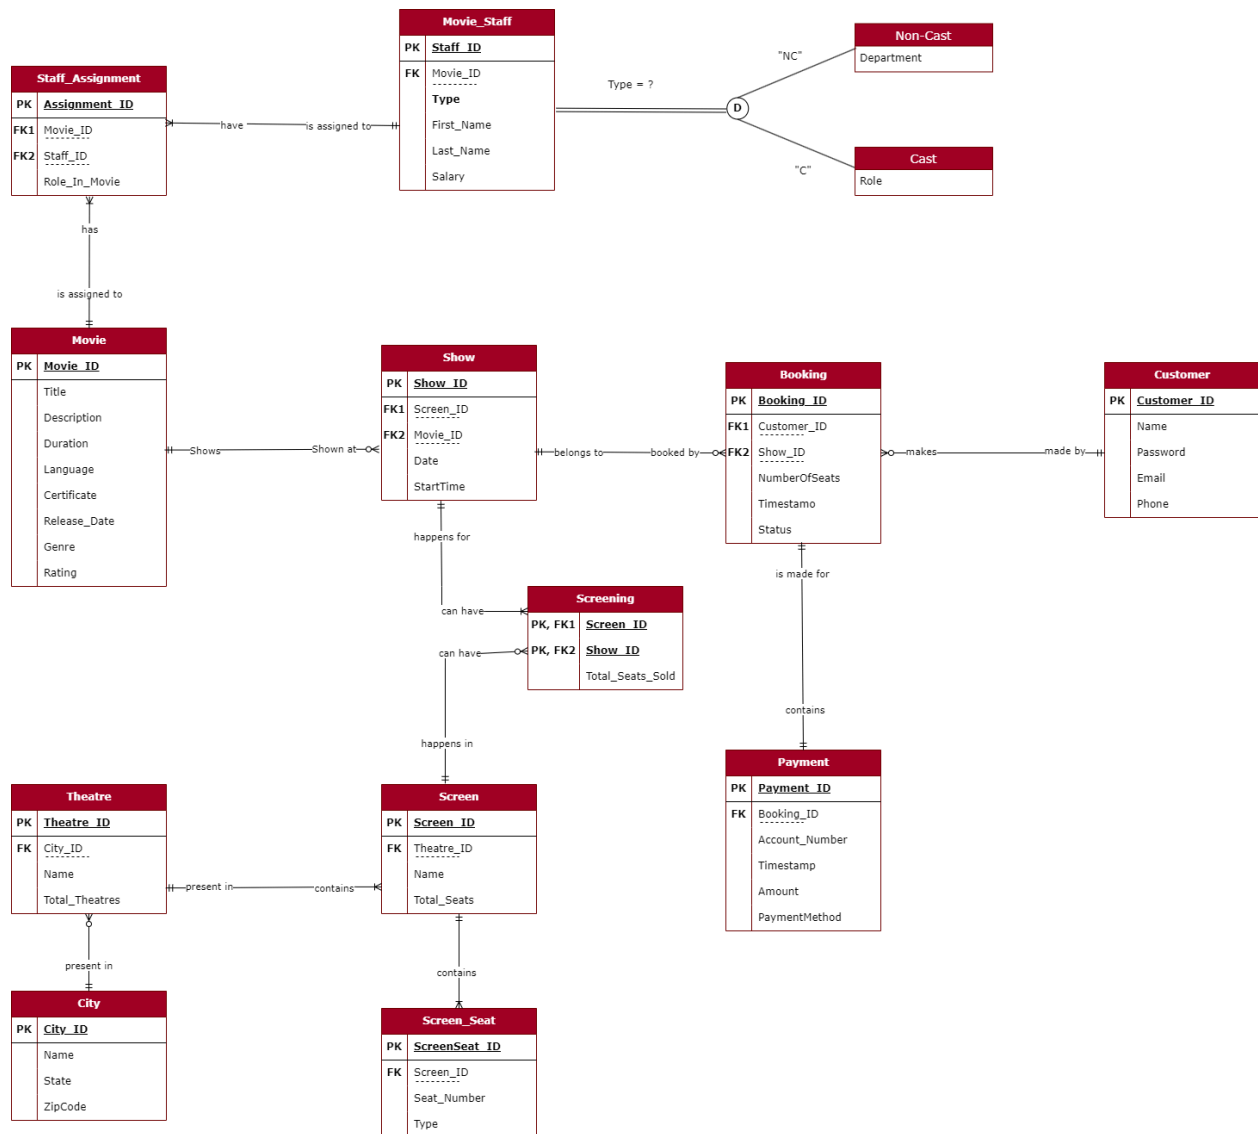 Movie_Staff
PK Staff_ID
FK Movie_ID
Type
First_Name
Last_Name
Salary
Type = ?
D
"NC"
"C"
Non-Cast
Department
Cast
Role
Staff_Assignment
PK Assignment_ID
FK1 Movie_ID
FK2 Staff_ID
Role_In_Movie
have
is assigned to
has
is assigned to
Movie
PK Movie_ID
Title
Description
Duration
Language
Certificate
Release_Date
Genre
Rating
Shows
Shown at
Show
PK Show_ID
FK1 Screen_ID
FK2 Movie_ID
Date
StartTime
belongs to
booked by
Booking
PK Booking_ID
FK1 Customer_ID
FK2 Show_ID
NumberOfSeats
Timestamo
Status
makes
made by
Customer
PK Customer_ID
Name
Password
Email
Phone
happens for
can have
Screening
PK, FK1 Screen_ID
PK, FK2 Show_ID
Total_Seats_Sold
can have
happens in
is made for
contains
Payment
PK Payment_ID
FK Booking_ID
Account_Number
Timestamp
Amount
PaymentMethod
Theatre
PK Theatre_ID
FK City_ID
Name
Total_Theatres
present in
contains
Screen
PK Screen_ID
FK Theatre_ID
Name
Total_Seats
present in
contains
City
PK City_ID
Name
State
ZipCode
Screen_Seat
PK ScreenSeat_ID
FK Screen_ID
Seat_Number
Type